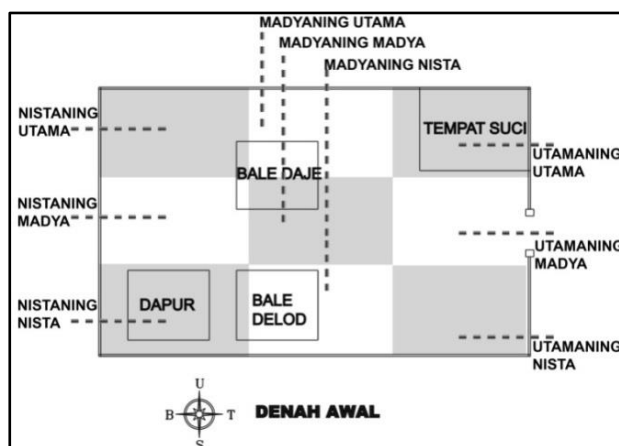 MADYANING UTAMA
MADYANING MADYA
MADYANING NISTA
NISTANING
UTAMA
TEMPAT SUCI
UTAMANING
UTAMA
BALE DAJE
NISTANING
MADYA
UTAMANING
MADYA
NISTANING
NISTA
DAPUR
BALE
DELOD
UTAMANING
NISTA
U
B
T
S
DENAH AWAL